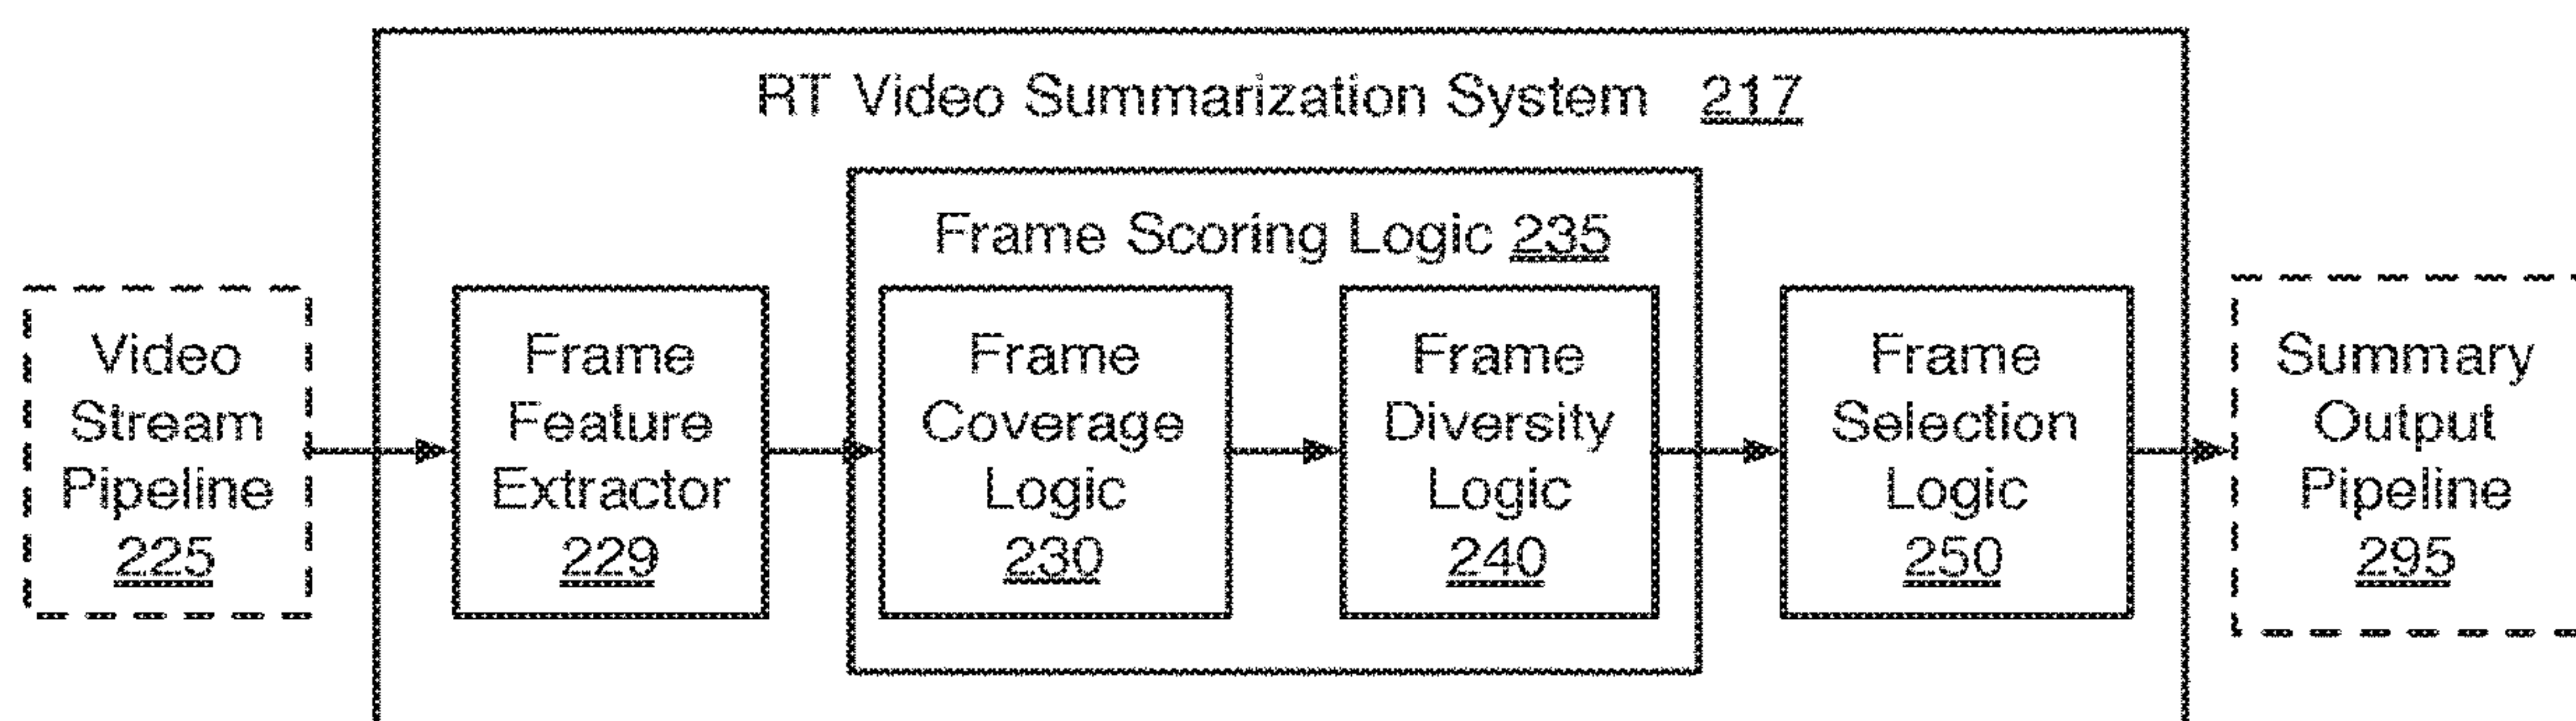 RT Video Summarization System 217
Frame Scoring Logic 235
Video
Stream
Pipeline
225
Frame
Feature
Extractor
229
Frame
Coverage
Logic
230
Frame
Diversity
Logic
240
Frame
Selection
Logic
250
Summary
Output
Pipeline
295